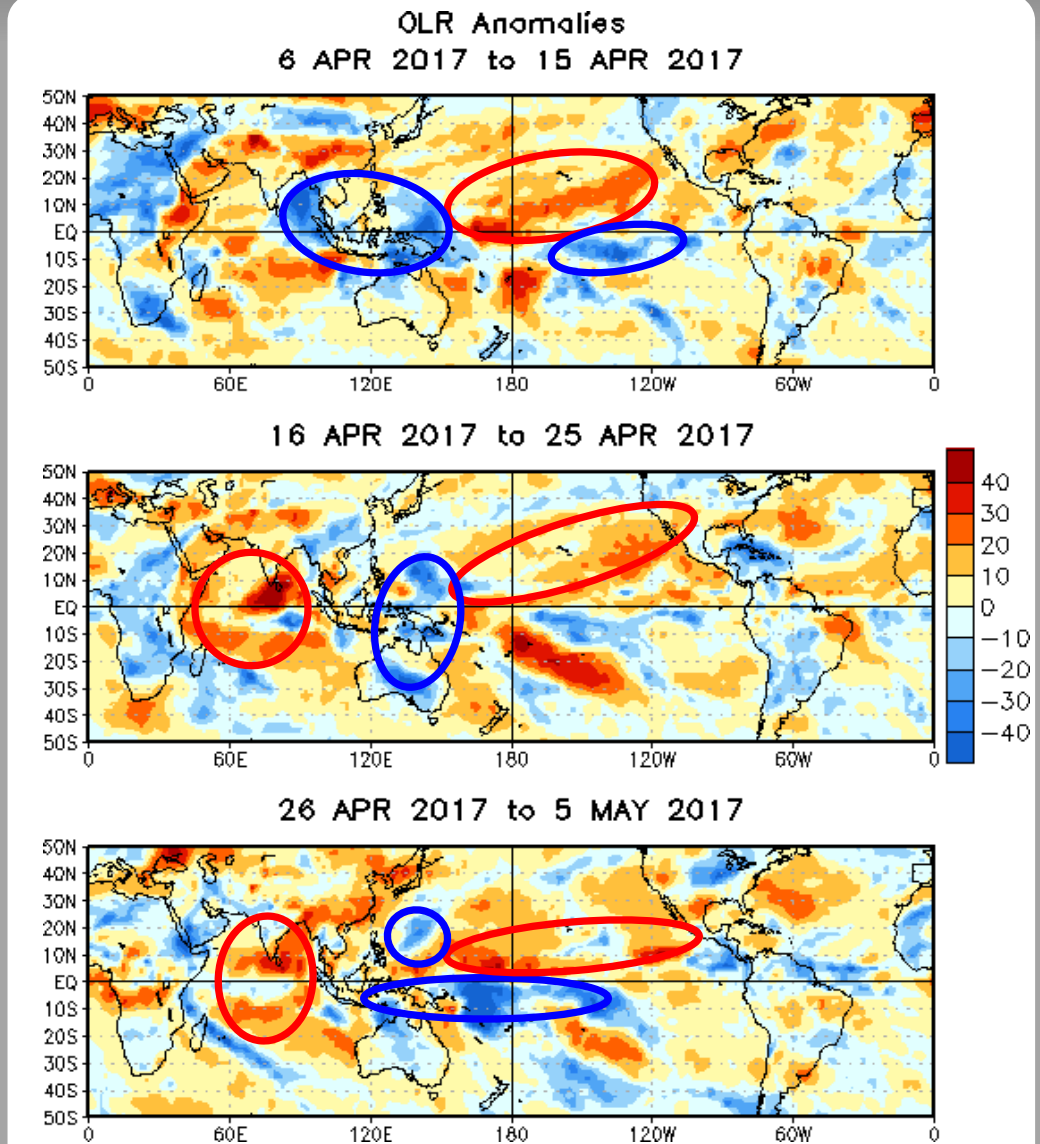 OLR Anomalies
6 APR 2017 to 15 APR 2017
50N
40N
30N
20N
10N
EQ
10S
20S
30S
40S
50S
0 60E 120E 180 120W 60W 0
16 APR 2017 to 25 APR 2017
50N
40N
30N
20N
10N
EQ
10S
20S
30S
40S
50S
0 60E 120E 180 120W 60W 0
40
30
20
10
0
−10
−20
−30
−40
26 APR 2017 to 5 MAY 2017
50N
40N
30N
20N
10N
EQ
10S
20S
30S
40S
50S
0 60E 120E 180 120W 60W 0